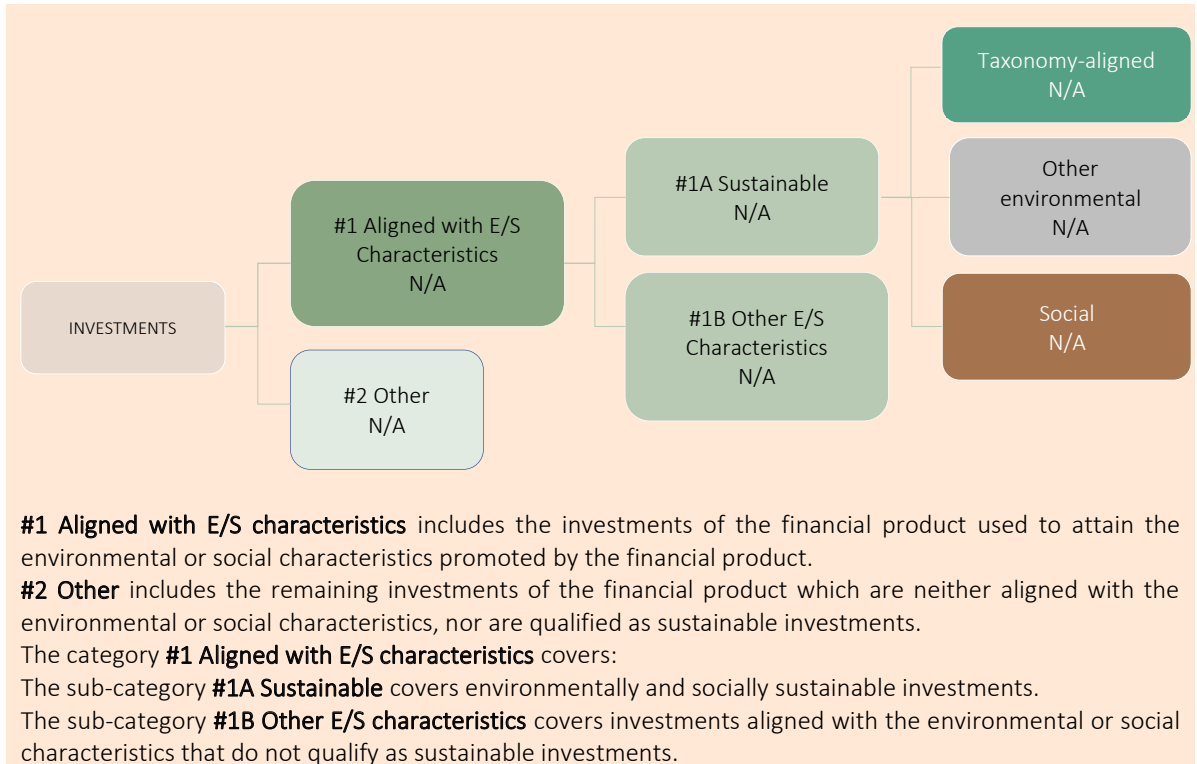 Taxonomy-aligned
N/A
#1A Sustainable
N/A
Other
environmental
N/A
#1 Aligned with E/S
Characteristics
N/A
INVESTMENTS
#1B Other E/S
Characteristics
N/A
Social
N/A
#2 Other
N/A
#1 Aligned with E/S characteristics includes the investments of the financial product used to attain the
environmental or social characteristics promoted by the financial product.
#2 Other includes the remaining investments of the financial product which are neither aligned with the
environmental or social characteristics, nor are qualified as sustainable investments.
The category #1 Aligned with E/S characteristics covers:
The sub-category #1A Sustainable covers environmentally and socially sustainable investments.
The sub-category #1B Other E/S characteristics covers investments aligned with the environmental or social
characteristics that do not qualify as sustainable investments.